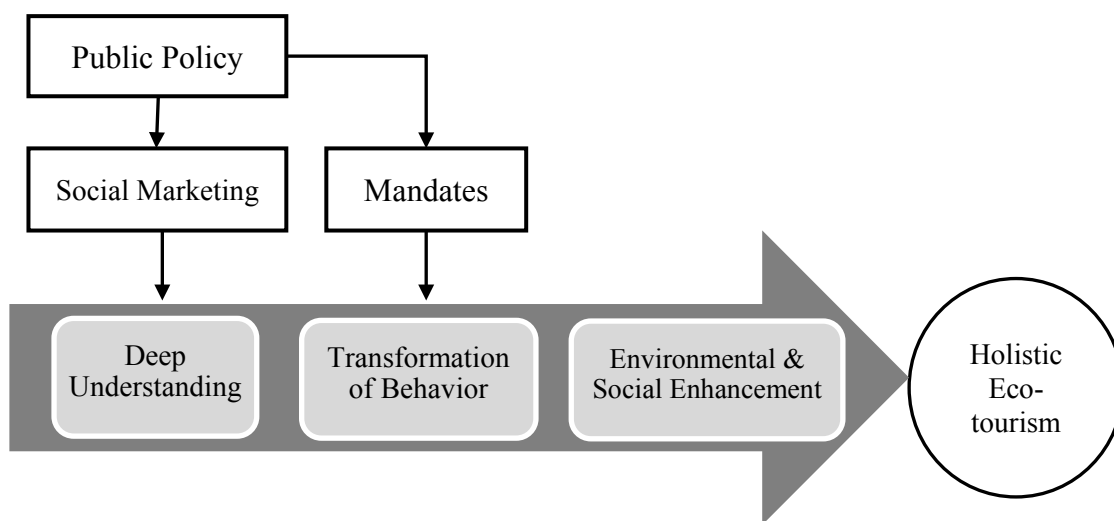 Public Policy
Social Marketing
Mandates
Deep
Understanding
Transformation
of Behavior
Environmental &
Social Enhancement
Holistic
Eco-
tourism